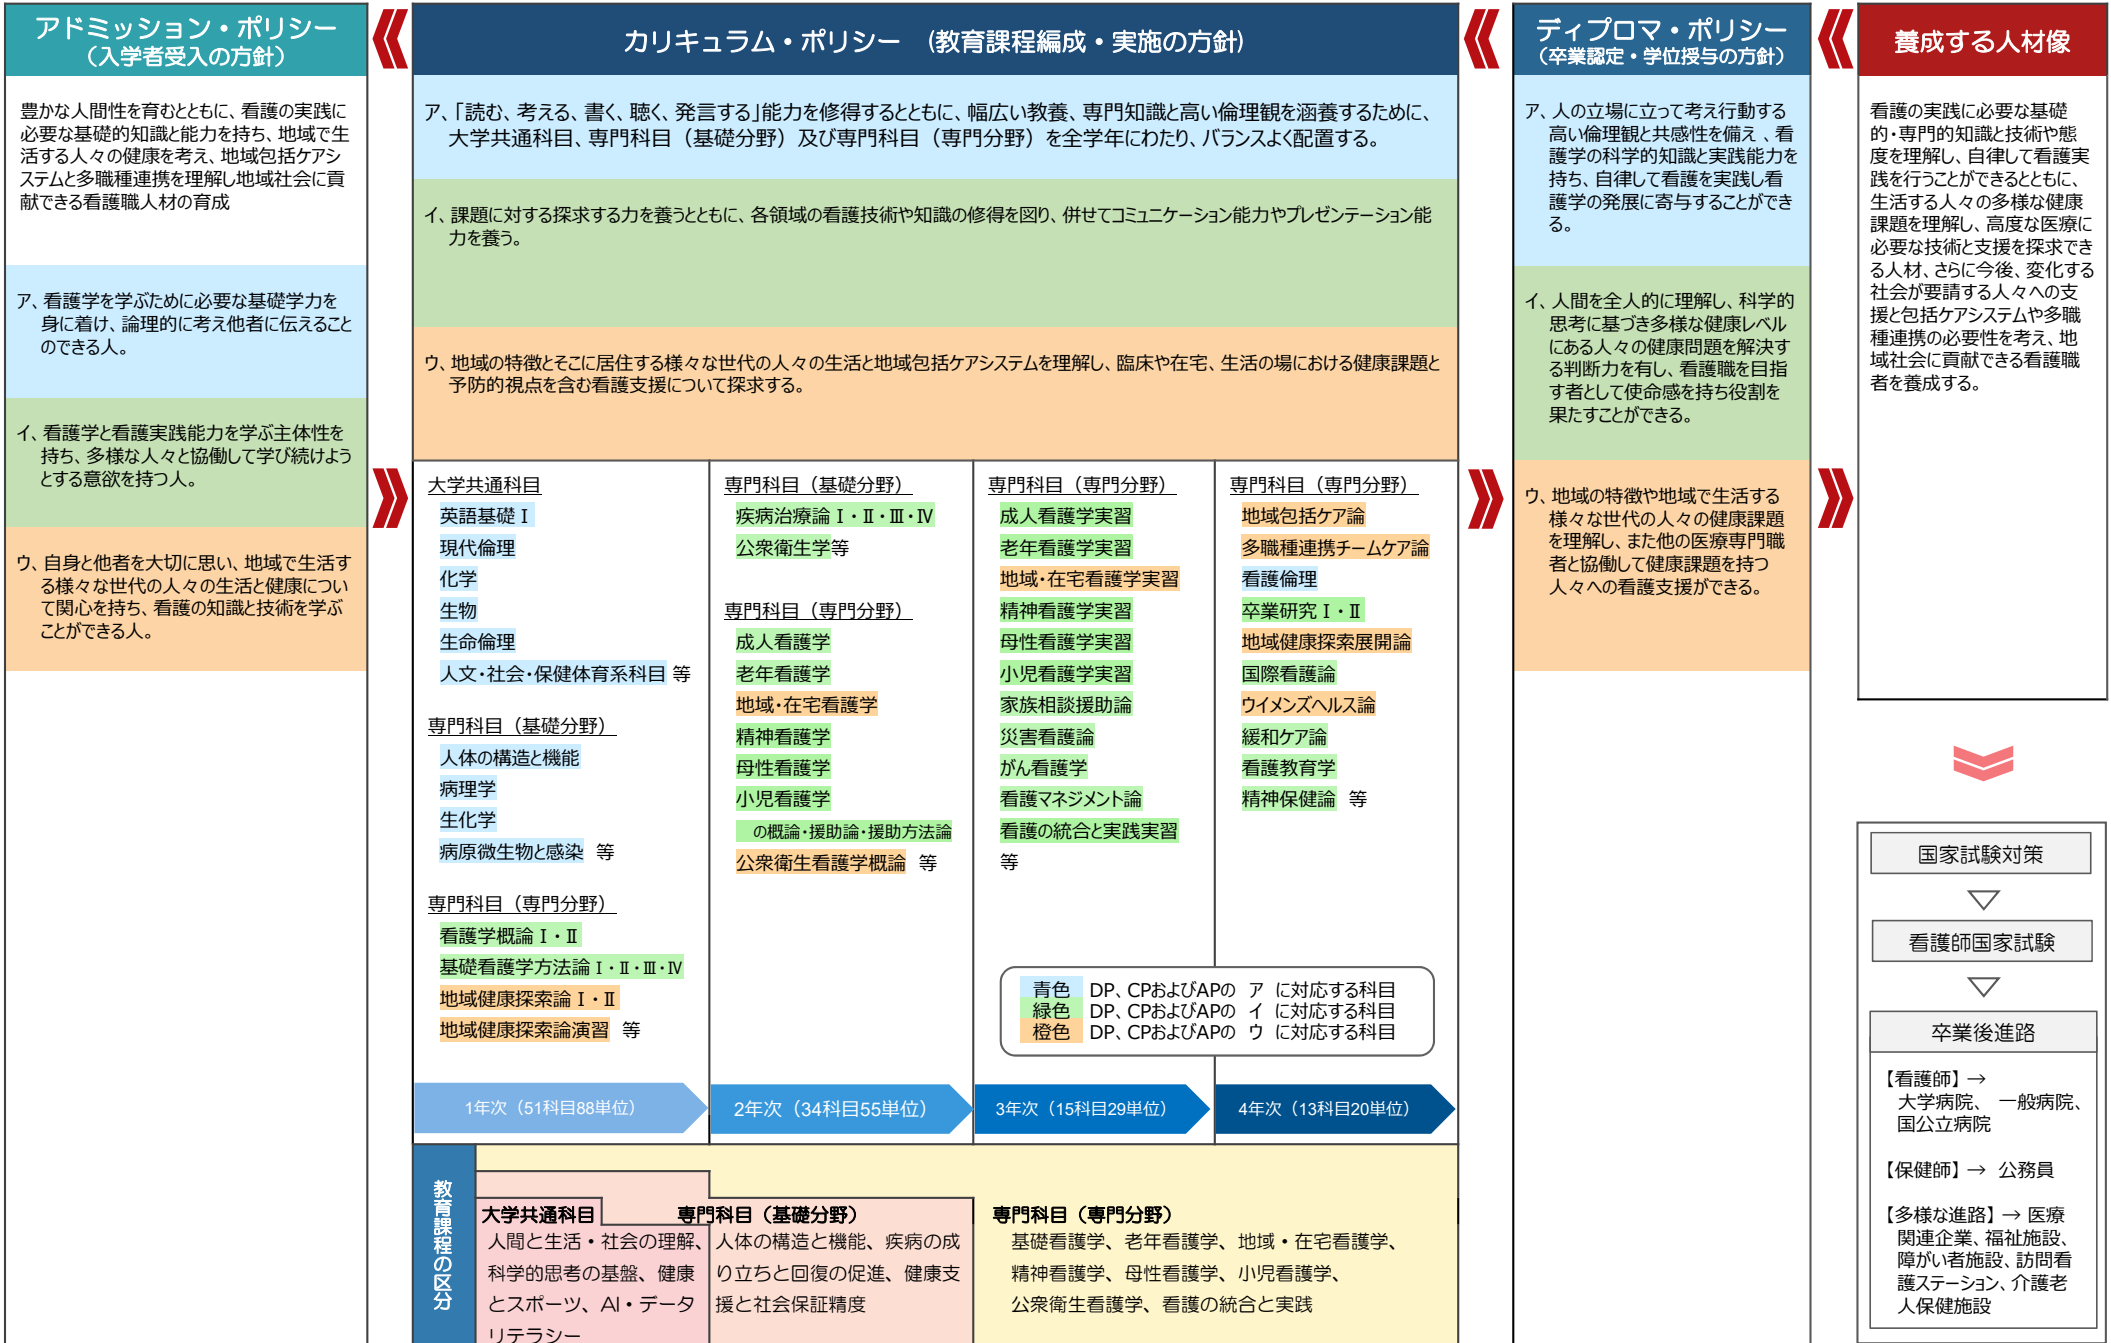 アドミッション・ポリシー
（入学者受入の方針）
豊かな人間性を育むとともに、看護の実践に
必要な基礎的知識と能力を持ち、地域で生
活する人々の健康を考え、地域包括ケアシ
ステムと多職種連携を理解し地域社会に貢
献できる看護職人材の育成
ア、看護学を学ぶために必要な基礎学力を
身に着け、論理的に考え他者に伝えること
のできる人。
イ、看護学と看護実践能力を学ぶ主体性を
持ち、多様な人々と協働して学び続けよう
とする意欲を持つ人。
ウ、自身と他者を大切に思い、地域で生活す
る様々な世代の人々の生活と健康につい
て関心を持ち、看護の知識と技術を学ぶ
ことができる人。
カリキュラム・ポリシー （教育課程編成・実施の方針）
ア、「読む、考える、書く、聴く、発言する」能力を修得するとともに、幅広い教養、専門知識と高い倫理観を涵養するために、
大学共通科目、専門科目（基礎分野）及び専門科目（専門分野）を全学年にわたり、バランスよく配置する。
イ、課題に対する探求する力を養うとともに、各領域の看護技術や知識の修得を図り、併せてコミュニケーション能力やプレゼンテーション能
力を養う。
ウ、地域の特徴とそこに居住する様々な世代の人々の生活と地域包括ケアシステムを理解し、臨床や在宅、生活の場における健康課題と
予防的視点を含む看護支援について探求する。
大学共通科目
英語基礎Ⅰ
現代倫理
化学
生物
生命倫理
人文・社会・保健体育系科目 等
専門科目（基礎分野）
人体の構造と機能
病理学
生化学
病原微生物と感染 等
専門科目（専門分野）
看護学概論Ⅰ・Ⅱ
基礎看護学方法論Ⅰ・Ⅱ・Ⅲ・Ⅳ
地域健康探索論Ⅰ・Ⅱ
地域健康探索論演習 等
1年次（51科目88単位）
専門科目（基礎分野）
疾病治療論Ⅰ・Ⅱ・Ⅲ・Ⅳ
公衆衛生学等
専門科目（専門分野）
成人看護学
老年看護学
地域・在宅看護学
精神看護学
母性看護学
小児看護学
の概論・援助論・援助方法論
公衆衛生看護学概論 等
2年次（34科目55単位）
専門科目（専門分野）
成人看護学実習
老年看護学実習
地域・在宅看護学実習
精神看護学実習
母性看護学実習
小児看護学実習
家族相談援助論
災害看護論
がん看護学
看護マネジメント論
看護の統合と実践実習
等
3年次（15科目29単位）
専門科目（専門分野）
地域包括ケア論
多職種連携チームケア論
看護倫理
卒業研究Ⅰ・Ⅱ
地域健康探索展開論
国際看護論
ウイメンズヘルス論
緩和ケア論
看護教育学
精神保健論 等
4年次（13科目20単位）
青色 DP、CPおよびAPの ア に対応する科目
緑色 DP、CPおよびAPの イ に対応する科目
橙色 DP、CPおよびAPの ウ に対応する科目
教育課程の区分
大学共通科目
人間と生活・社会の理解、
科学的思考の基盤、健康
とスポーツ、AI・データ
リテラシー
専門科目（基礎分野）
人体の構造と機能、疾病の成
り立ちと回復の促進、健康支
援と社会保証精度
専門科目（専門分野）
基礎看護学、老年看護学、地域・在宅看護学、
精神看護学、母性看護学、小児看護学、
公衆衛生看護学、看護の統合と実践
ディプロマ・ポリシー
（卒業認定・学位授与の方針）
ア、人の立場に立って考え行動する
高い倫理観と共感性を備え 、看
護学の科学的知識と実践能力を
持ち、自律して看護を実践し看
護学の発展に寄与することができ
る。
イ、人間を全人的に理解し、科学的
思考に基づき多様な健康レベル
にある人々の健康問題を解決す
る判断力を有し、看護職を目指
す者として使命感を持ち役割を
果たすことができる。
ウ、地域の特徴や地域で生活する
様々な世代の人々の健康課題
を理解し、また他の医療専門職
者と協働して健康課題を持つ
人々への看護支援ができる。
養成する人材像
看護の実践に必要な基礎
的・専門的知識と技術や態
度を理解し、自律して看護実
践を行うことができるとともに、
生活する人々の多様な健康
課題を理解し、高度な医療に
必要な技術と支援を探求でき
る人材、さらに今後、変化する
社会が要請する人々への支
援と包括ケアシステムや多職
種連携の必要性を考え、地
域社会に貢献できる看護職
者を養成する。
国家試験対策
看護師国家試験
卒業後進路
【看護師】→
大学病院、 一般病院、
国公立病院
【保健師】→ 公務員
【多様な進路】→ 医療
関連企業、福祉施設、
障がい者施設、訪問看
護ステーション、介護老
人保健施設